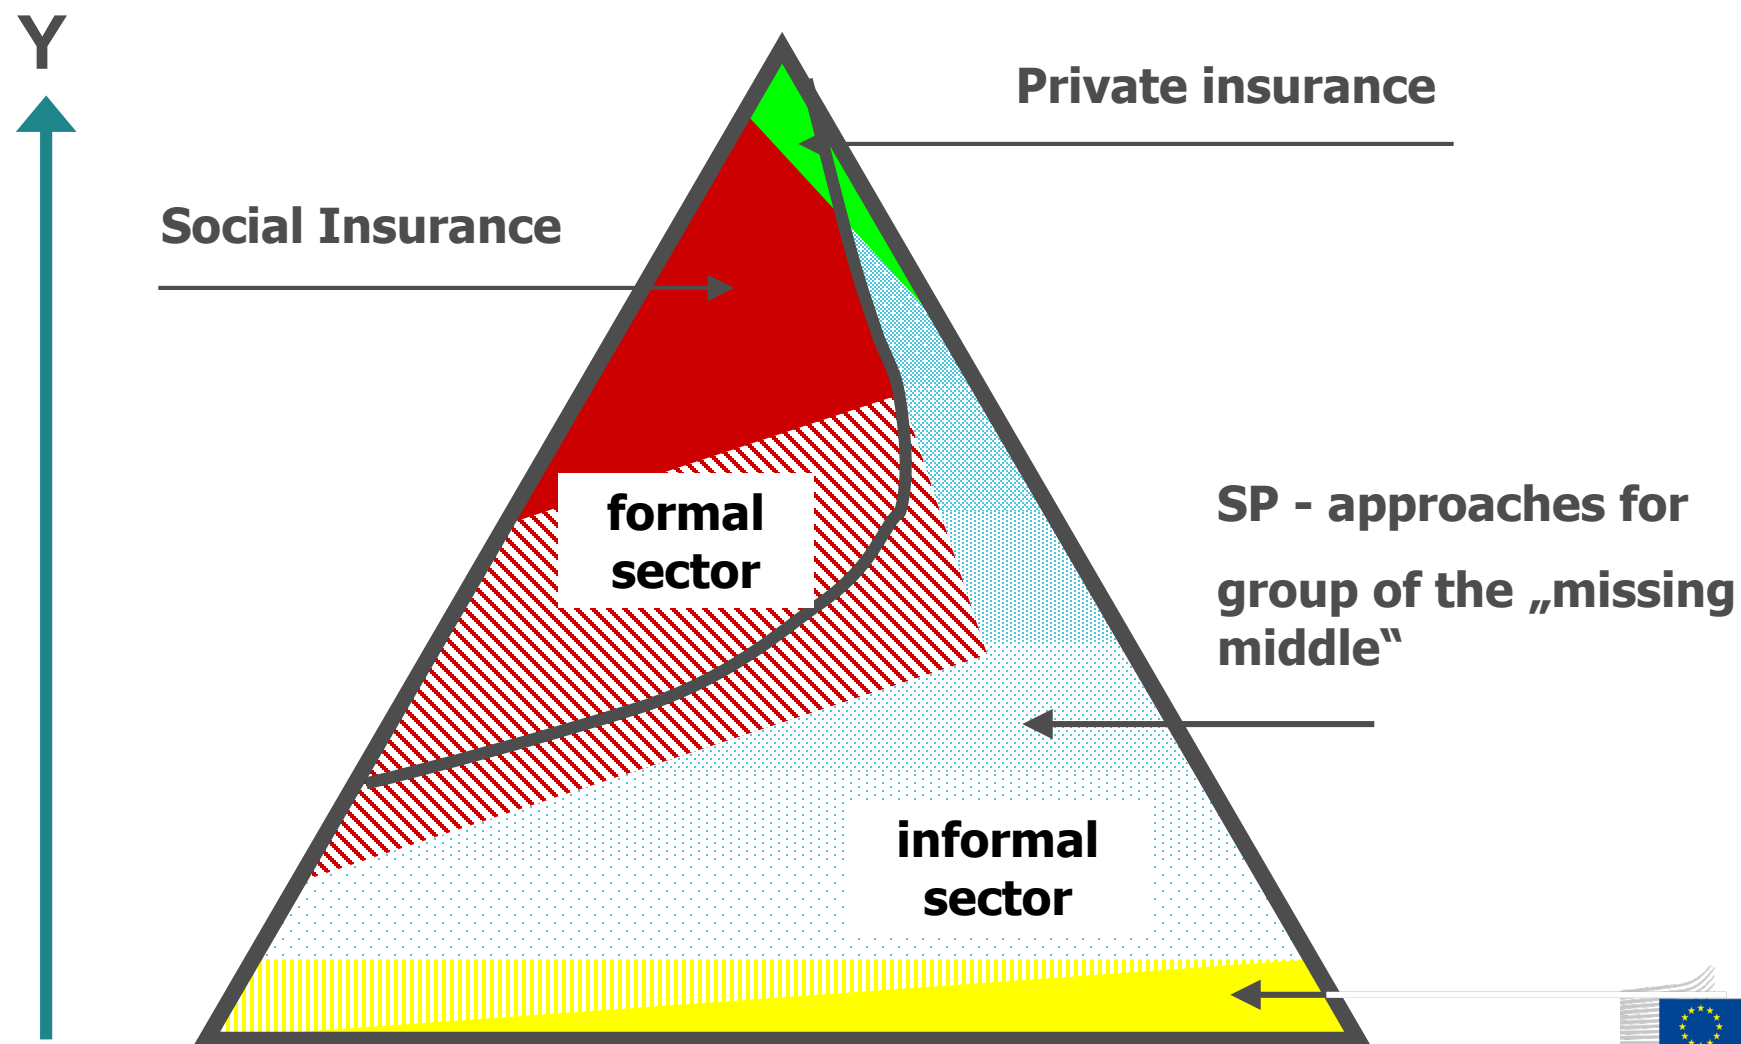 Y
Private insurance
Social Insurance
formal
sector
SP - approaches for
group of the „missing
middle“
informal
sector